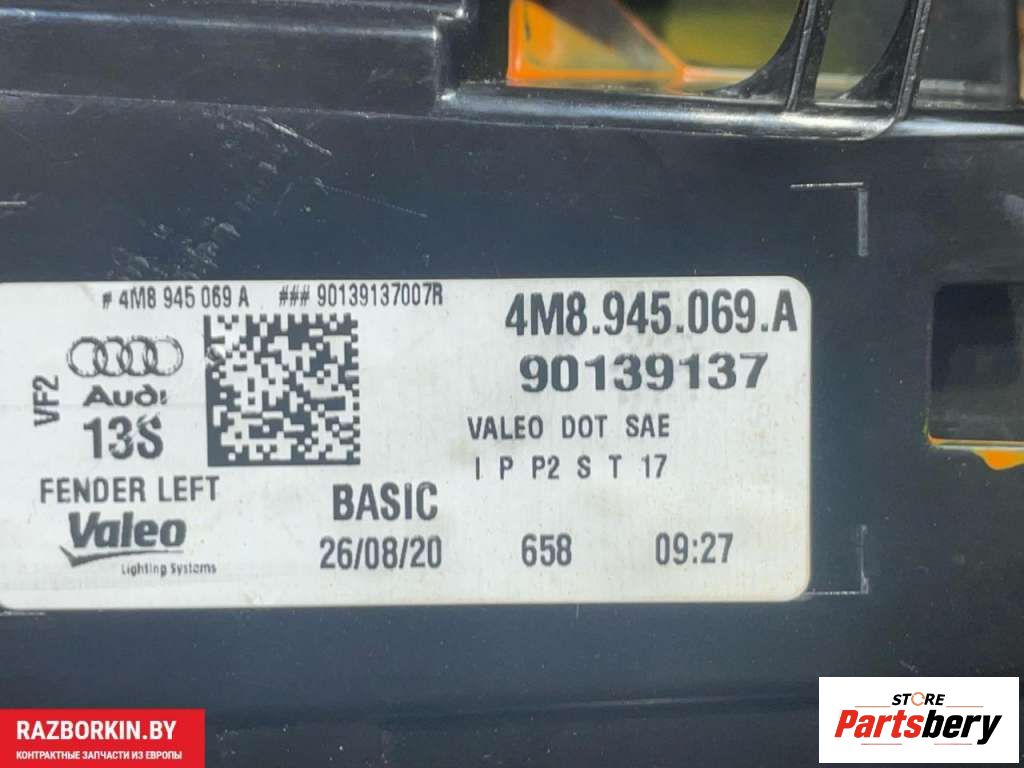 # 4M8 945 069 A ### 90139137007R
4M8.945.069.A
90139137
VF2
Audi
13S
VALEO DOT SAE
I P P2 S T 17
FENDER LEFT
BASIC
Valeo
Lighting Systems
26/08/20 658 09:27
RAZBORKIN.BY
КОНТРАКТНЫЕ ЗАПЧАСТИ ИЗ ЕВРОПЫ
STORE
Partsbery